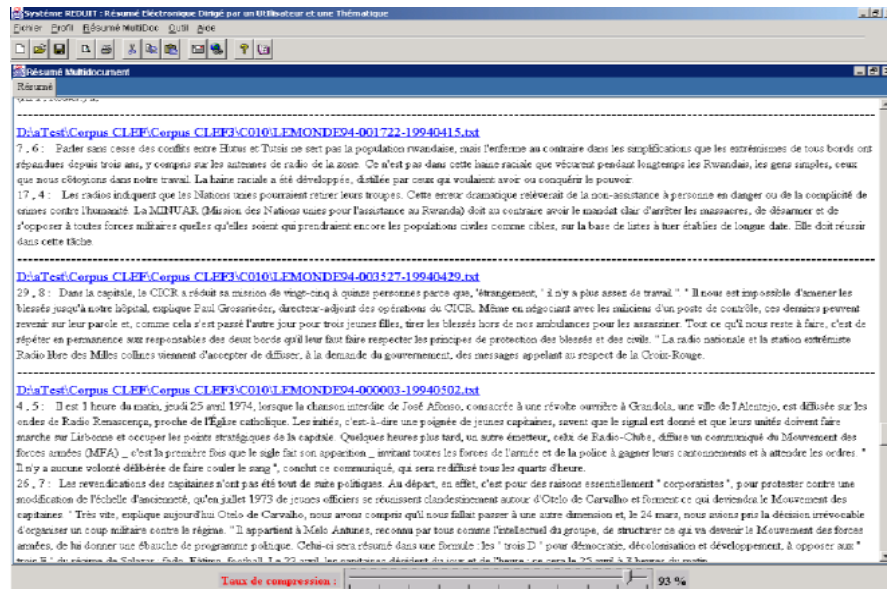 Système REDUIT : Résumé Eléctronique Dirigé par un Utilisateur et une Thématique
Fichier Profil Résumé MultiDoc Outil Aide
Résumé Multidocument
Résumé
D:\aTest\Corpus CLEF\Corpus CLEF3\C010\LEMONDE94-001722-19940415.txt
7 , 6 : Parler sans cesse des conflits entre Hutus et Tutsis ne sert pas la population rwandaise, mais l'enferme au contraire dans les simplifications que les extrémismes de tous bords ont
répandues depuis trois ans, y compris sur les antennes de radio de la zone. Ce n'est pas dans cette haine raciale que vécurent pendant longtemps les Rwandais, les gens simples, ceux
que nous côtoyions dans notre travail. La haine raciale a été développée, distillée par ceux qui voulaient avoir ou conquérir le pouvoir.
17 , 4 : Les radios indiquent que les Nations unies pourraient retirer leurs troupes. Cette erreur dramatique relèverait de la non-assistance à personne en danger ou de la complicité de
crimes contre l'humanité. La MINUAR (Mission des Nations unies pour l'assistance au Rwanda) doit au contraire avoir le mandat clair d'arrêter les massacres, de désarmer et de
s'opposer à toutes forces militaires quelles qu'elles soient qui prendraient encore les populations civiles comme cibles, sur la base de listes à tuer établies de longue date. Elle doit réussir
dans cette tâche.
D:\aTest\Corpus CLEF\Corpus CLEF3\C010\LEMONDE94-003527-19940429.txt
29 , 8 : Dans la capitale, le CICR a réduit sa mission de vingt-cinq à quinze personnes parce que, "étrangement, " il n'y a plus assez de travail ". " Il nous est impossible d'amener les
blessés jusqu'à notre hôpital, explique Paul Grossrieder, directeur-adjoint des opérations du CICR. Même en négociant avec les miliciens d'un poste de contrôle, ces derniers peuvent
revenir sur leur parole et, comme cela s'est passé l'autre jour pour trois jeunes filles, tirer les blessés hors de nos ambulances pour les assassiner. Tout ce qu'il nous reste à faire, c'est de
répéter en permanence aux responsables des deux bords qu'il leur faut faire respecter les principes de protection des blessés et des civils. " La radio nationale et la station extrémiste
Radio libre des Milles collines viennent d'accepter de diffuser, à la demande du gouvernement, des messages appelant au respect de la Croix-Rouge.
D:\aTest\Corpus CLEF\Corpus CLEF3\C010\LEMONDE94-000003-19940502.txt
4 , 5 : Il est 1 heure du matin, jeudi 25 avril 1974, lorsque la chanson interdite de José Afonso, consacrée à une révolte ouvrière à Grandola, une ville de l'Alentejo, est diffusée sur les
ondes de Radio Renascença, proche de l'Église catholique. Les initiés, c'est-à-dire une poignée de jeunes capitaines, savent que le signal est donné et que leurs unités doivent faire
marche sur Lisbonne et occuper les points stratégiques de la capitale. Quelques heures plus tard, un autre émetteur, celui de Radio-Clube, diffuse un communiqué du Mouvement des
forces armées (MFA) _ c'est la première fois que le sigle fait son apparition _ invitant toutes les forces de l'armée et de la police à gagner leurs cantonnements et à attendre les ordres. "
Il n'y a aucune volonté délibérée de faire couler le sang ", conclut ce communiqué, qui sera rediffusé tous les quarts d'heure.
26 , 7 : Les revendications des capitaines n'ont pas été tout de suite politiques. Au départ, en effet, c'est pour des raisons essentiellement " corporatistes ", pour protester contre une
modification de l'échelle d'ancienneté, qu'en juillet 1973 de jeunes officiers se réunissent clandestinement autour d'Otelo de Carvalho et forment ce qui deviendra le Mouvement des
capitaines. " Très vite, explique aujourd'hui Otelo de Carvalho, nous avons compris qu'il nous fallait passer à une autre dimension et, le 24 mars, nous avions pris la décision irrévocable
d'organiser un coup militaire contre le régime. " Il appartient à Melo Antunes, reconnu par tous comme l'intellectuel du groupe, de structurer ce qui va devenir le Mouvement des forces
armées, de lui donner une ébauche de programme politique. Celui-ci sera résumé dans une formule : les " trois D " pour démocratie, décolonisation et développement, à opposer aux "
trois F " du régime de Salazar, fado, Fátima, football. Le 23 avril, les capitaines décident du jour et de l'heure : ce sera le 25 avril à 3 heures du matin.
Taux de compression : 93 %